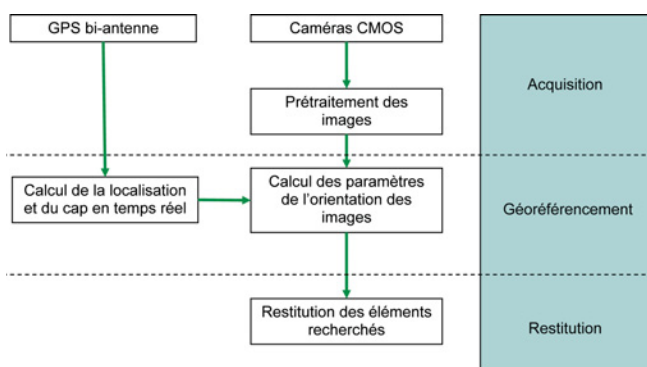 GPS bi-antenne
Caméras CMOS
Acquisition
Prétraitement des
images
Calcul de la localisation
et du cap en temps réel
Calcul des paramètres
de l'orientation des
images
Géoréférencement
Restitution des éléments
recherchés
Restitution